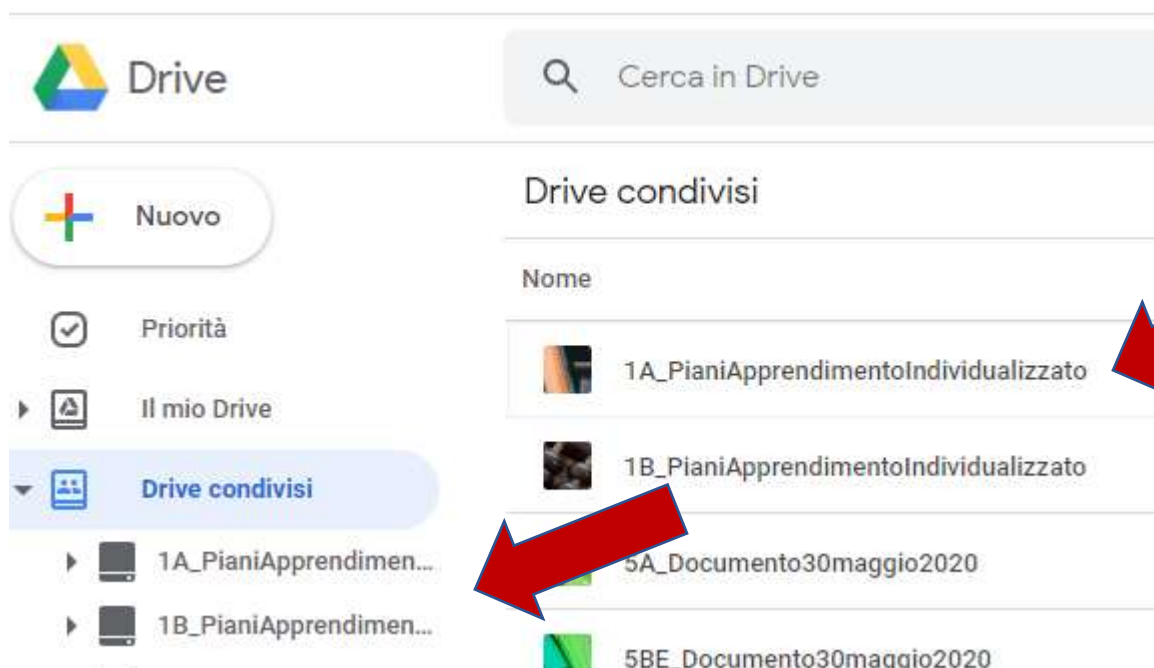 Drive
Cerca in Drive
Nuovo
Priorità
Il mio Drive
Drive condivisi
1A_PianiApprendimen...
1B_PianiApprendimen...
Drive condivisi
Nome
1A_PianiApprendimentoIndividualizzato
1B_PianiApprendimentoIndividualizzato
5A_Documento30maggio2020
5BE_Documento30maggio2020